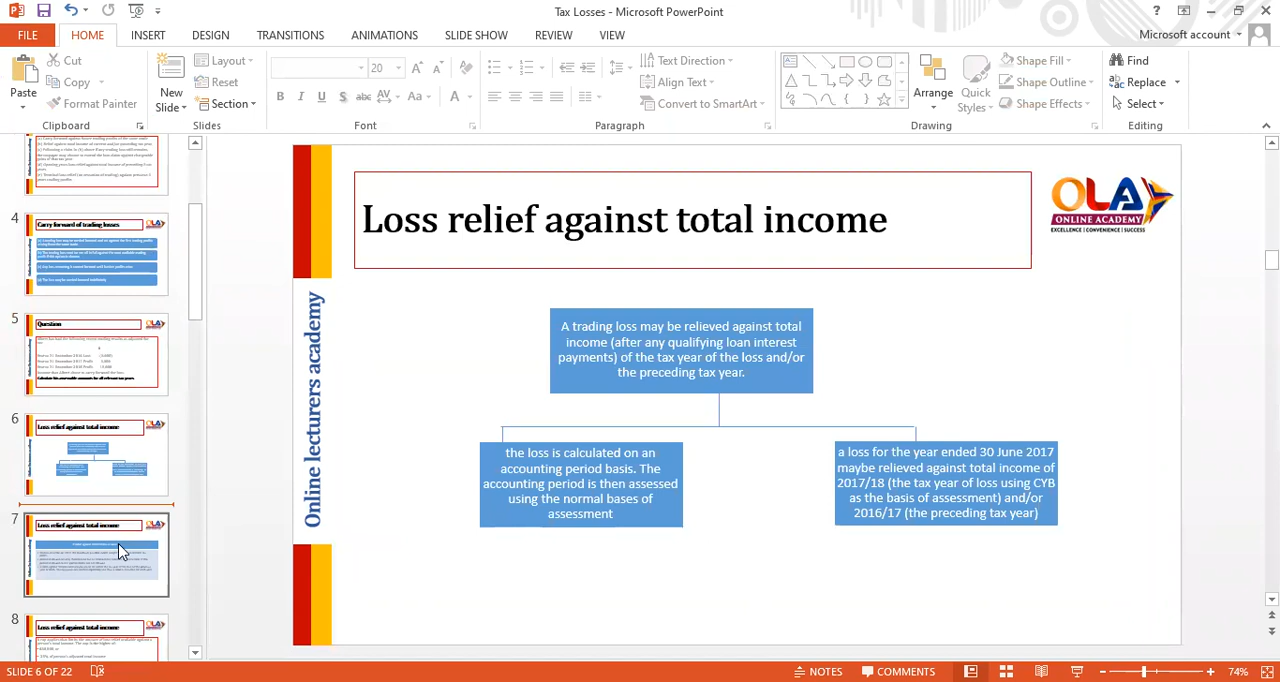 Tax Losses - Microsoft PowerPoint
FILE HOME INSERT DESIGN TRANSITIONS ANIMATIONS SLIDE SHOW REVIEW VIEW Microsoft account
Paste
Cut
Copy
Format Painter
Clipboard
New
Slide
Layout
Reset
Section
Slides
20
Font
Text Direction
Align Text
Convert to SmartArt
Paragraph
Arrange
Quick
Styles
Shape Fill
Shape Outline
Shape Effects
Drawing
Find
Replace
Select
Editing
4
Carry forward of trading losses
5
Question
6
Loss relief against total income
7
Loss relief against total income
8
Loss relief against total income
Loss relief against total income
OLA
ONLINE ACADEMY
EXCELLENCE | CONVENIENCE | SUCCESS
Online lecturers academy
A trading loss may be relieved against total
income (after any qualifying loan interest
payments) of the tax year of the loss and/or
the preceding tax year.
the loss is calculated on an
accounting period basis. The
accounting period is then assessed
using the normal bases of
assessment
a loss for the year ended 30 June 2017
maybe relieved against total income of
2017/18 (the tax year of loss using CYB
as the basis of assessment) and/or
2016/17 (the preceding tax year)
SLIDE 6 OF 22
NOTES
COMMENTS
74%